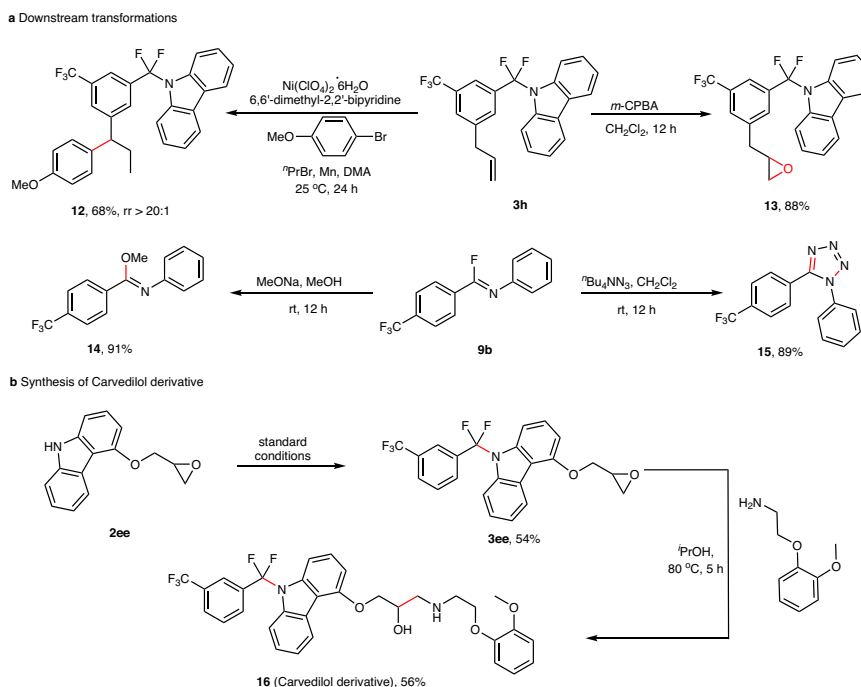 a Downstream transformations
F₃C
F F
N
MeO
12, 68%, rr > 20:1
Ni(ClO₄)₂·6H₂O
6,6'-dimethyl-2,2'-bipyridine
MeO
Br
ⁿPrBr, Mn, DMA
25 °C, 24 h
F₃C
F F
N
3h
m-CPBA
CH₂Cl₂, 12 h
F₃C
F F
N
O
13, 88%
OMe
N
F₃C
14, 91%
MeONa, MeOH
rt, 12 h
F
N
F₃C
9b
ⁿBu₄NN₃, CH₂Cl₂
rt, 12 h
N N
N
N
F₃C
15, 89%
b Synthesis of Carvedilol derivative
HN
O
O
2ee
standard
conditions
F₃C
F F
N
O
O
3ee, 54%
H₂N
O
O
ⁱPrOH,
80 °C, 5 h
F₃C
F F
N
O
OH
N
H
O
O
16 (Carvedilol derivative), 56%